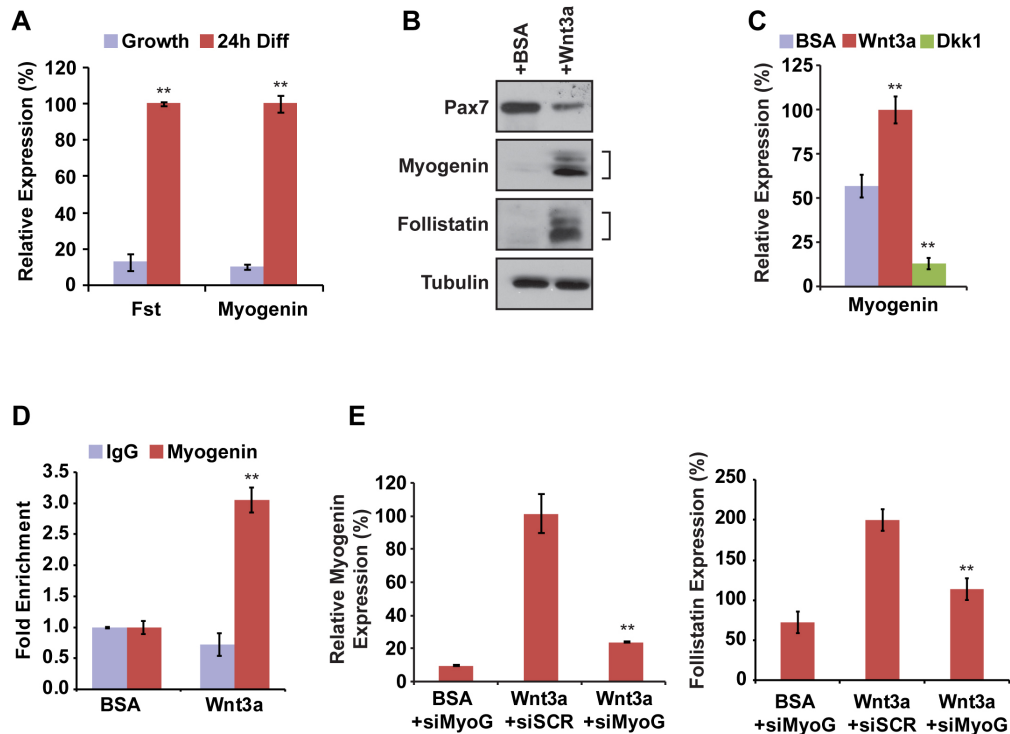 A
Growth 24h Diff
Relative Expression (%)
120
100
80
60
40
20
0
**
**
Fst Myogenin
B
+BSA +Wnt3a
Pax7
Myogenin
Follistatin
Tubulin
C
BSA Wnt3a Dkk1
Relative Expression (%)
125
100
75
50
25
0
**
**
Myogenin
D
IgG Myogenin
Fold Enrichment
3.5
3.0
2.5
2.0
1.5
1.0
0.5
0.0
**
BSA Wnt3a
E
Relative Myogenin
Expression (%)
120
100
80
60
40
20
0
**
BSA Wnt3a Wnt3a
+siMyoG +siSCR +siMyoG
Follistatin Expression (%)
250
200
150
100
50
0
**
BSA Wnt3a Wnt3a
+siMyoG +siSCR +siMyoG